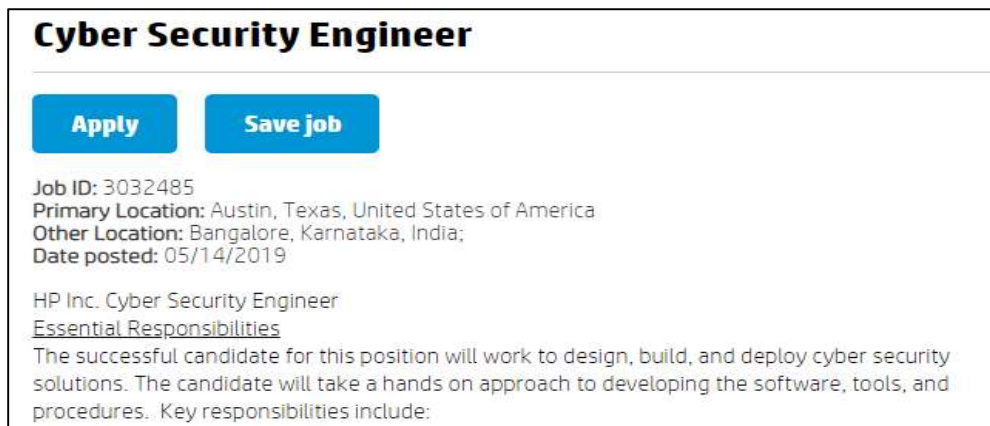 Cyber Security Engineer
Apply
Save job
Job ID: 3032485
Primary Location: Austin, Texas, United States of America
Other Location: Bangalore, Karnataka, India;
Date posted: 05/14/2019
HP Inc. Cyber Security Engineer
Essential Responsibilities
The successful candidate for this position will work to design, build, and deploy cyber security
solutions. The candidate will take a hands on approach to developing the software, tools, and
procedures.  Key responsibilities include: